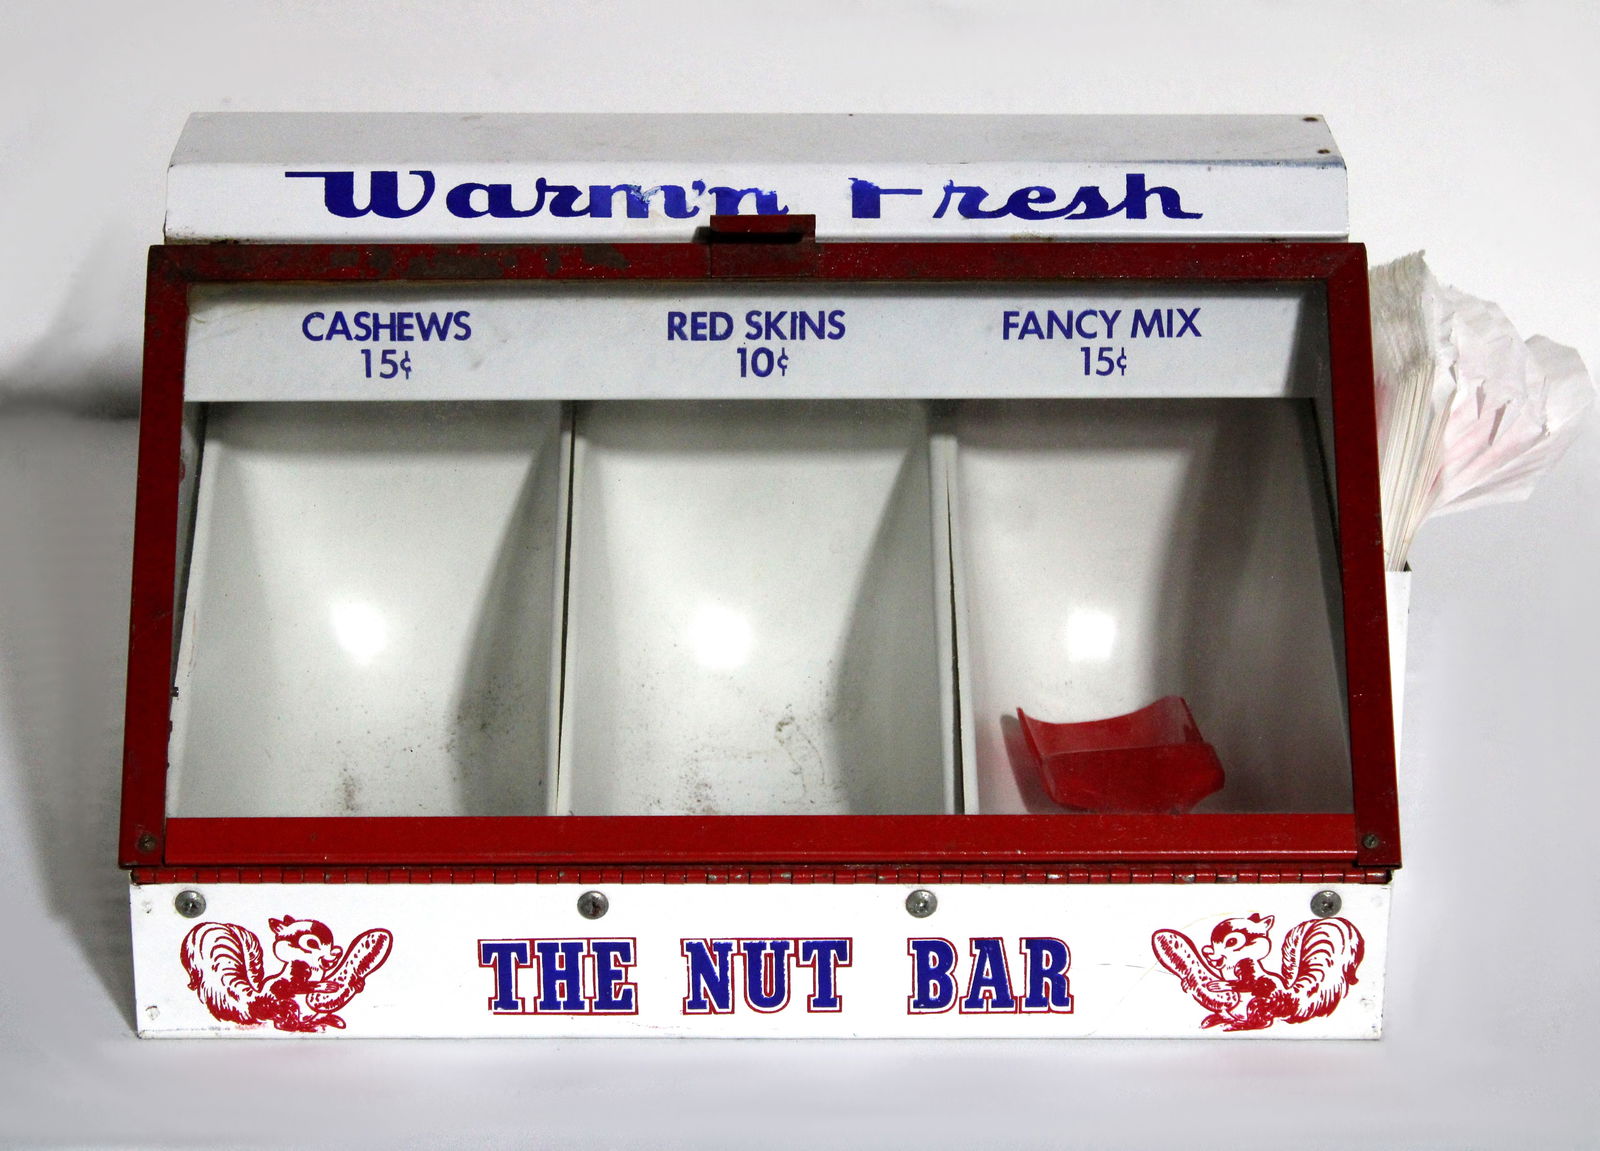 Warm'n Fresh
CASHEWS RED SKINS FANCY MIX
15¢ 10¢ 15¢
THE NUT BAR